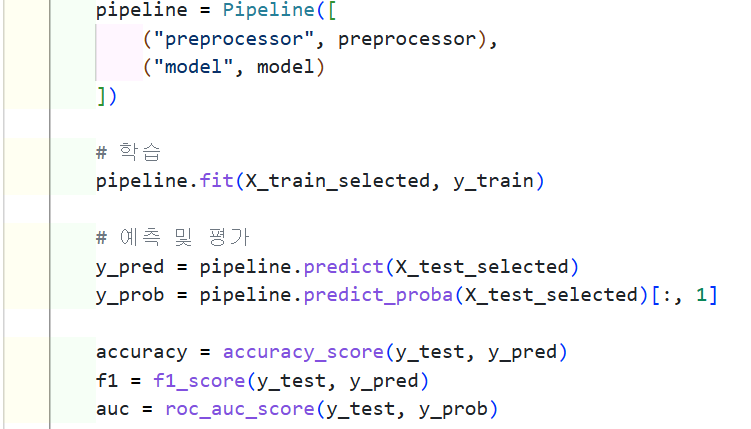 pipeline = Pipeline([
    ("preprocessor", preprocessor),
    ("model", model)
])
# 학습
pipeline.fit(X_train_selected, y_train)
# 예측 및 평가
y_pred = pipeline.predict(X_test_selected)
y_prob = pipeline.predict_proba(X_test_selected)[:, 1]
accuracy = accuracy_score(y_test, y_pred)
f1 = f1_score(y_test, y_pred)
auc = roc_auc_score(y_test, y_prob)